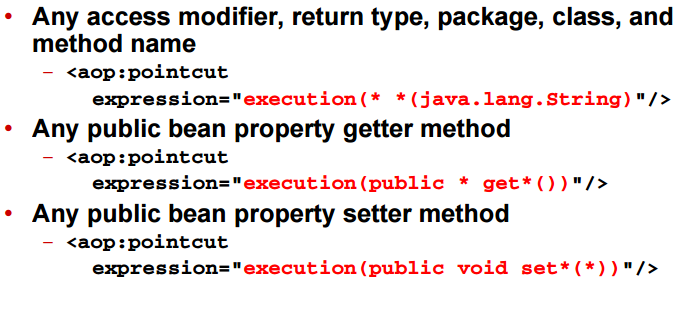 • Any access modifier, return type, package, class, and
method name
– <aop:pointcut
expression="execution(* *(java.lang.String)"/>
• Any public bean property getter method
– <aop:pointcut
expression="execution(public * get*())"/>
• Any public bean property setter method
– <aop:pointcut
expression="execution(public void set*(*))"/>